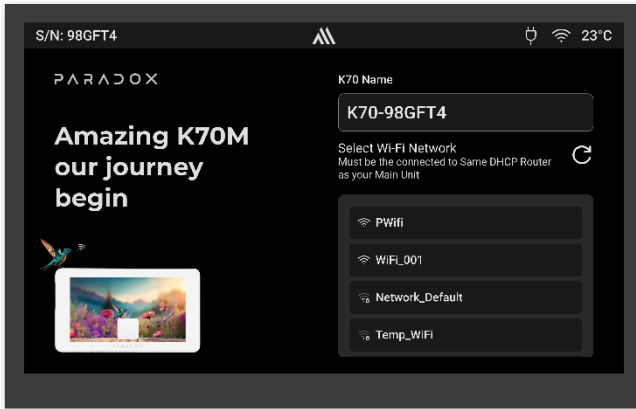 S/N: 98GFT4
23°C
PARADOX
Amazing K70M
our journey
begin
K70 Name
K70-98GFT4
Select Wi-Fi Network
Must be the connected to Same DHCP Router
as your Main Unit
PWifi
WiFi_001
Network_Default
Temp_WiFi
PARADOX